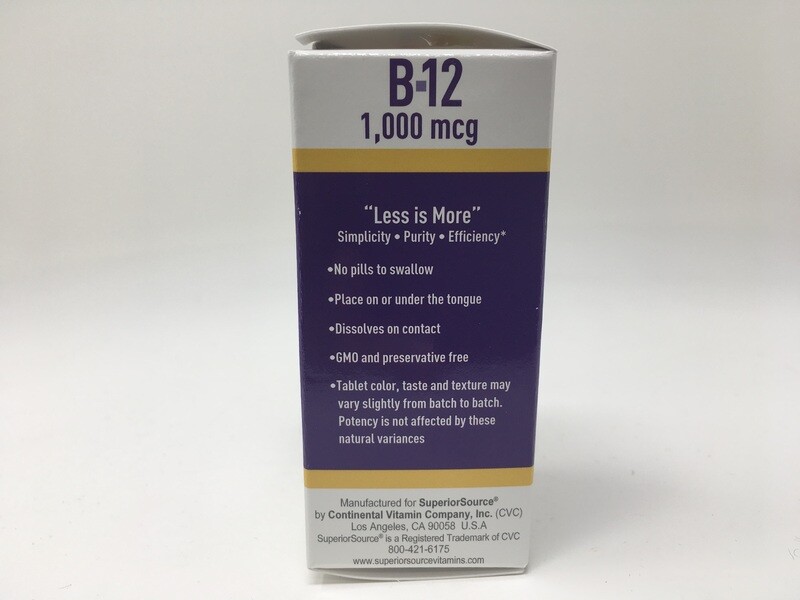 B-12
1,000 mcg
“Less is More”
Simplicity • Purity • Efficiency*
•No pills to swallow
•Place on or under the tongue
•Dissolves on contact
•GMO and preservative free
•Tablet color, taste and texture may
vary slightly from batch to batch.
Potency is not affected by these
natural variances
Manufactured for SuperiorSource®
by Continental Vitamin Company, Inc. (CVC)
Los Angeles, CA 90058 U.S.A
SuperiorSource® is a Registered Trademark of CVC
800-421-6175
www.superiorsourcevitamins.com